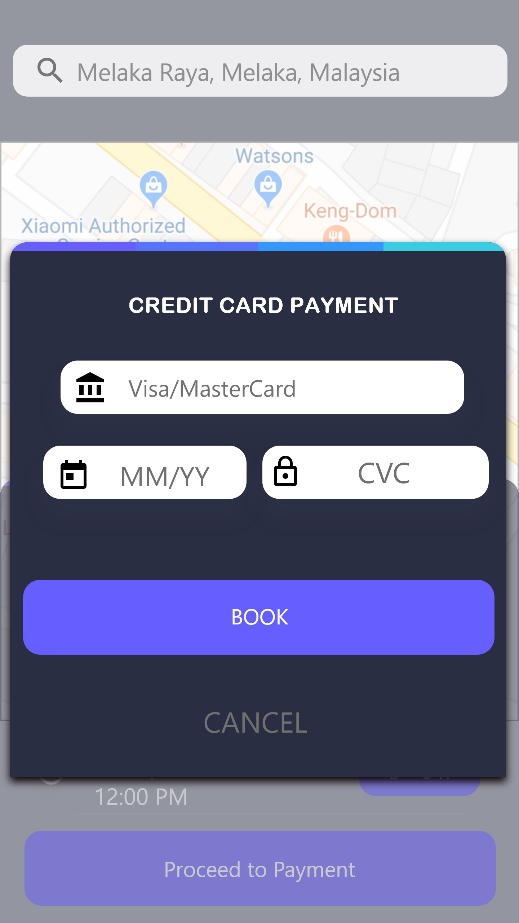 Melaka Raya, Melaka, Malaysia
Watsons
Keng-Dom
Xiaomi Authorized
CREDIT CARD PAYMENT
Visa/MasterCard
MM/YY
CVC
BOOK
CANCEL
12:00 PM
Proceed to Payment